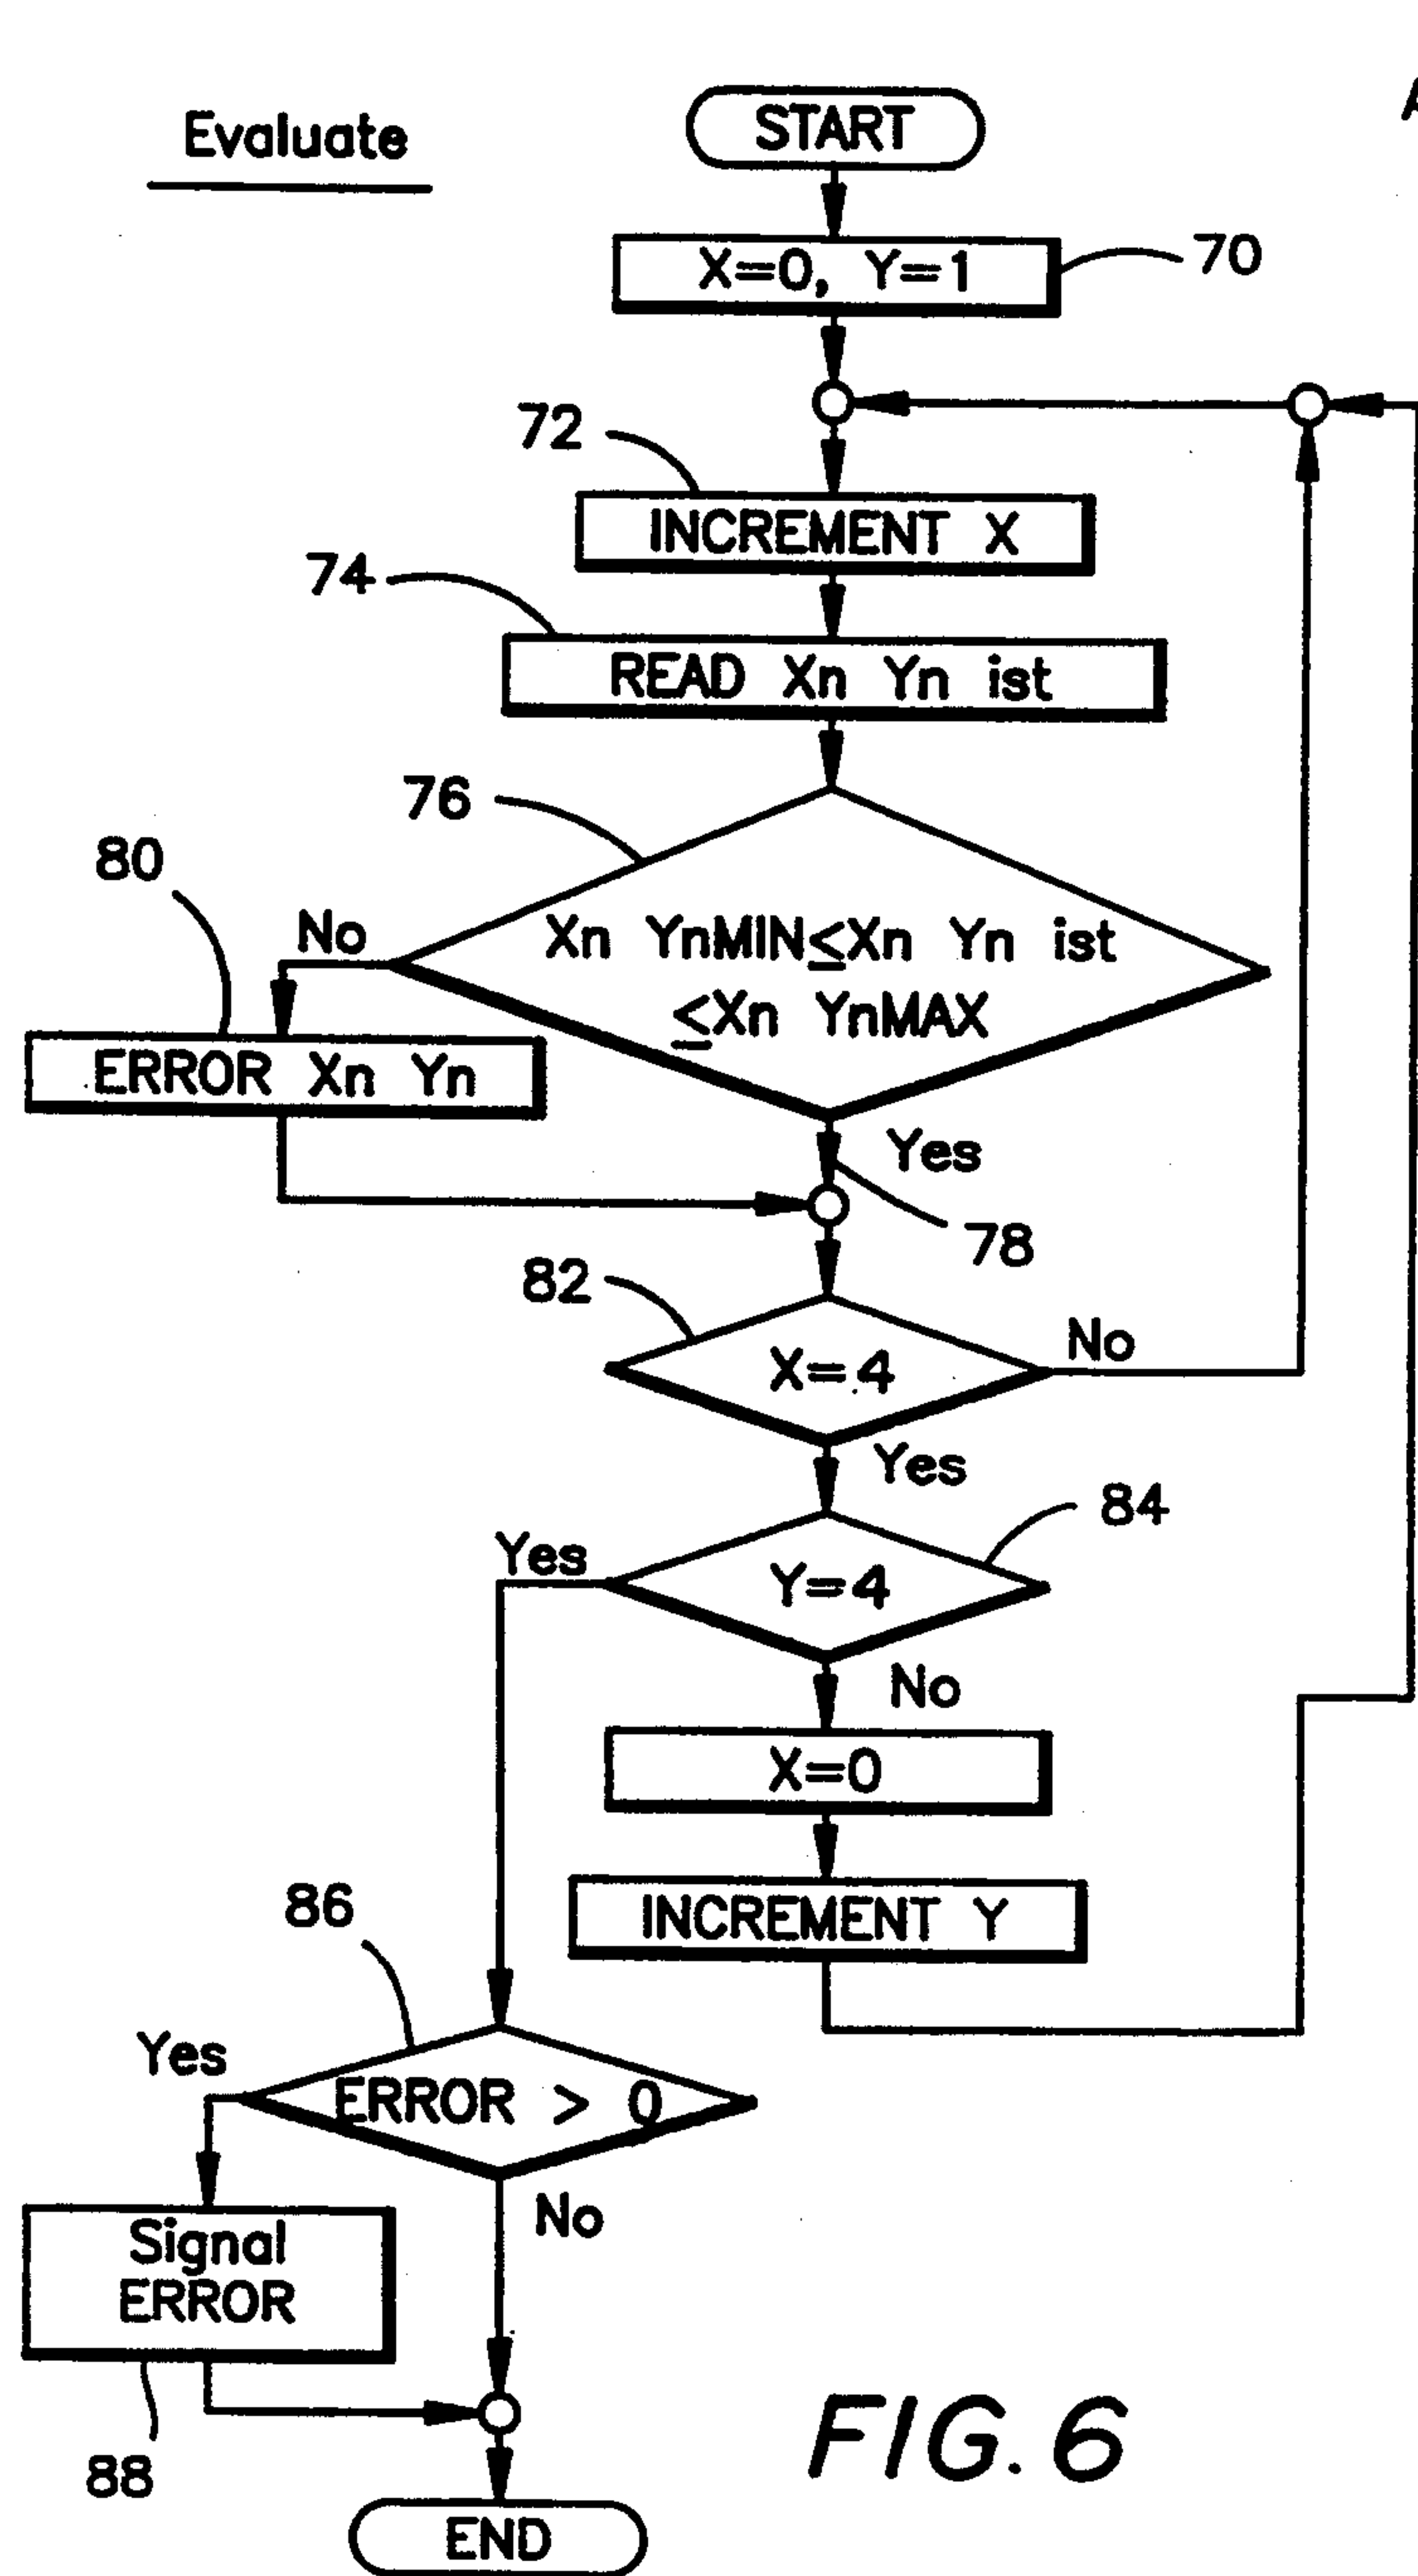 Evaluate
START
A
X=0, Y=1
70
72
INCREMENT X
74
READ Xn Yn ist
76
80
No
Xn YnMIN≤Xn Yn ist
≤Xn YnMAX
ERROR Xn Yn
Yes
78
82
X=4
No
Yes
84
Yes
Y=4
No
X=0
INCREMENT Y
86
Yes
ERROR > 0
No
Signal
ERROR
88
FIG. 6
END